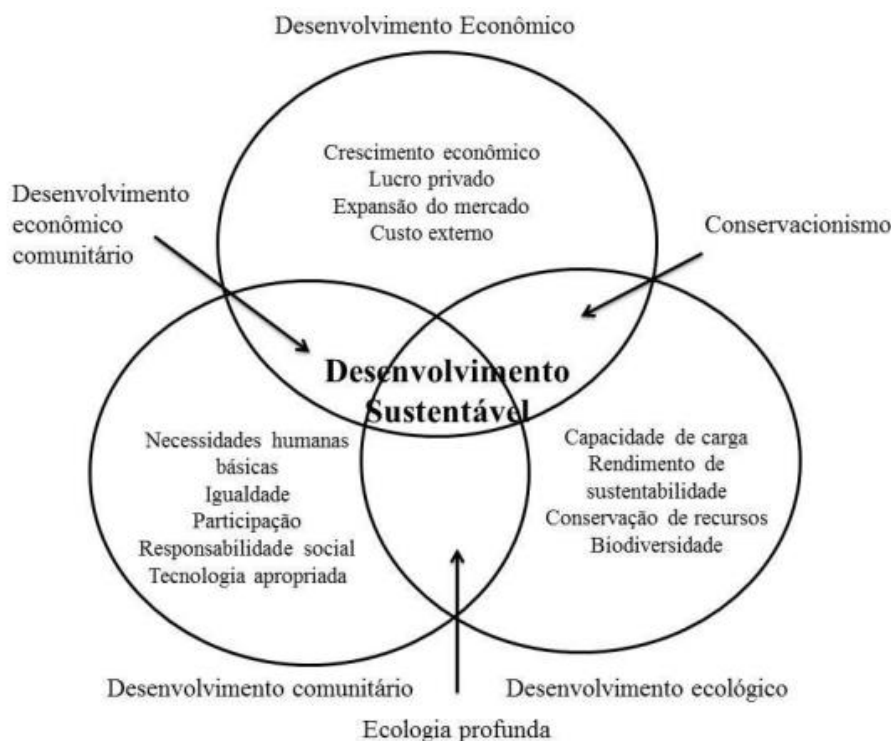 Desenvolvimento Econômico
Crescimento econômico
Lucro privado
Expansão do mercado
Custo externo
Desenvolvimento
econômico
comunitário
Conservacionismo
Desenvolvimento
Sustentável
Necessidades humanas
básicas
Igualdade
Participação
Responsabilidade social
Tecnologia apropriada
Capacidade de carga
Rendimento de
sustentabilidade
Conservação de recursos
Biodiversidade
Desenvolvimento comunitário
Desenvolvimento ecológico
Ecologia profunda